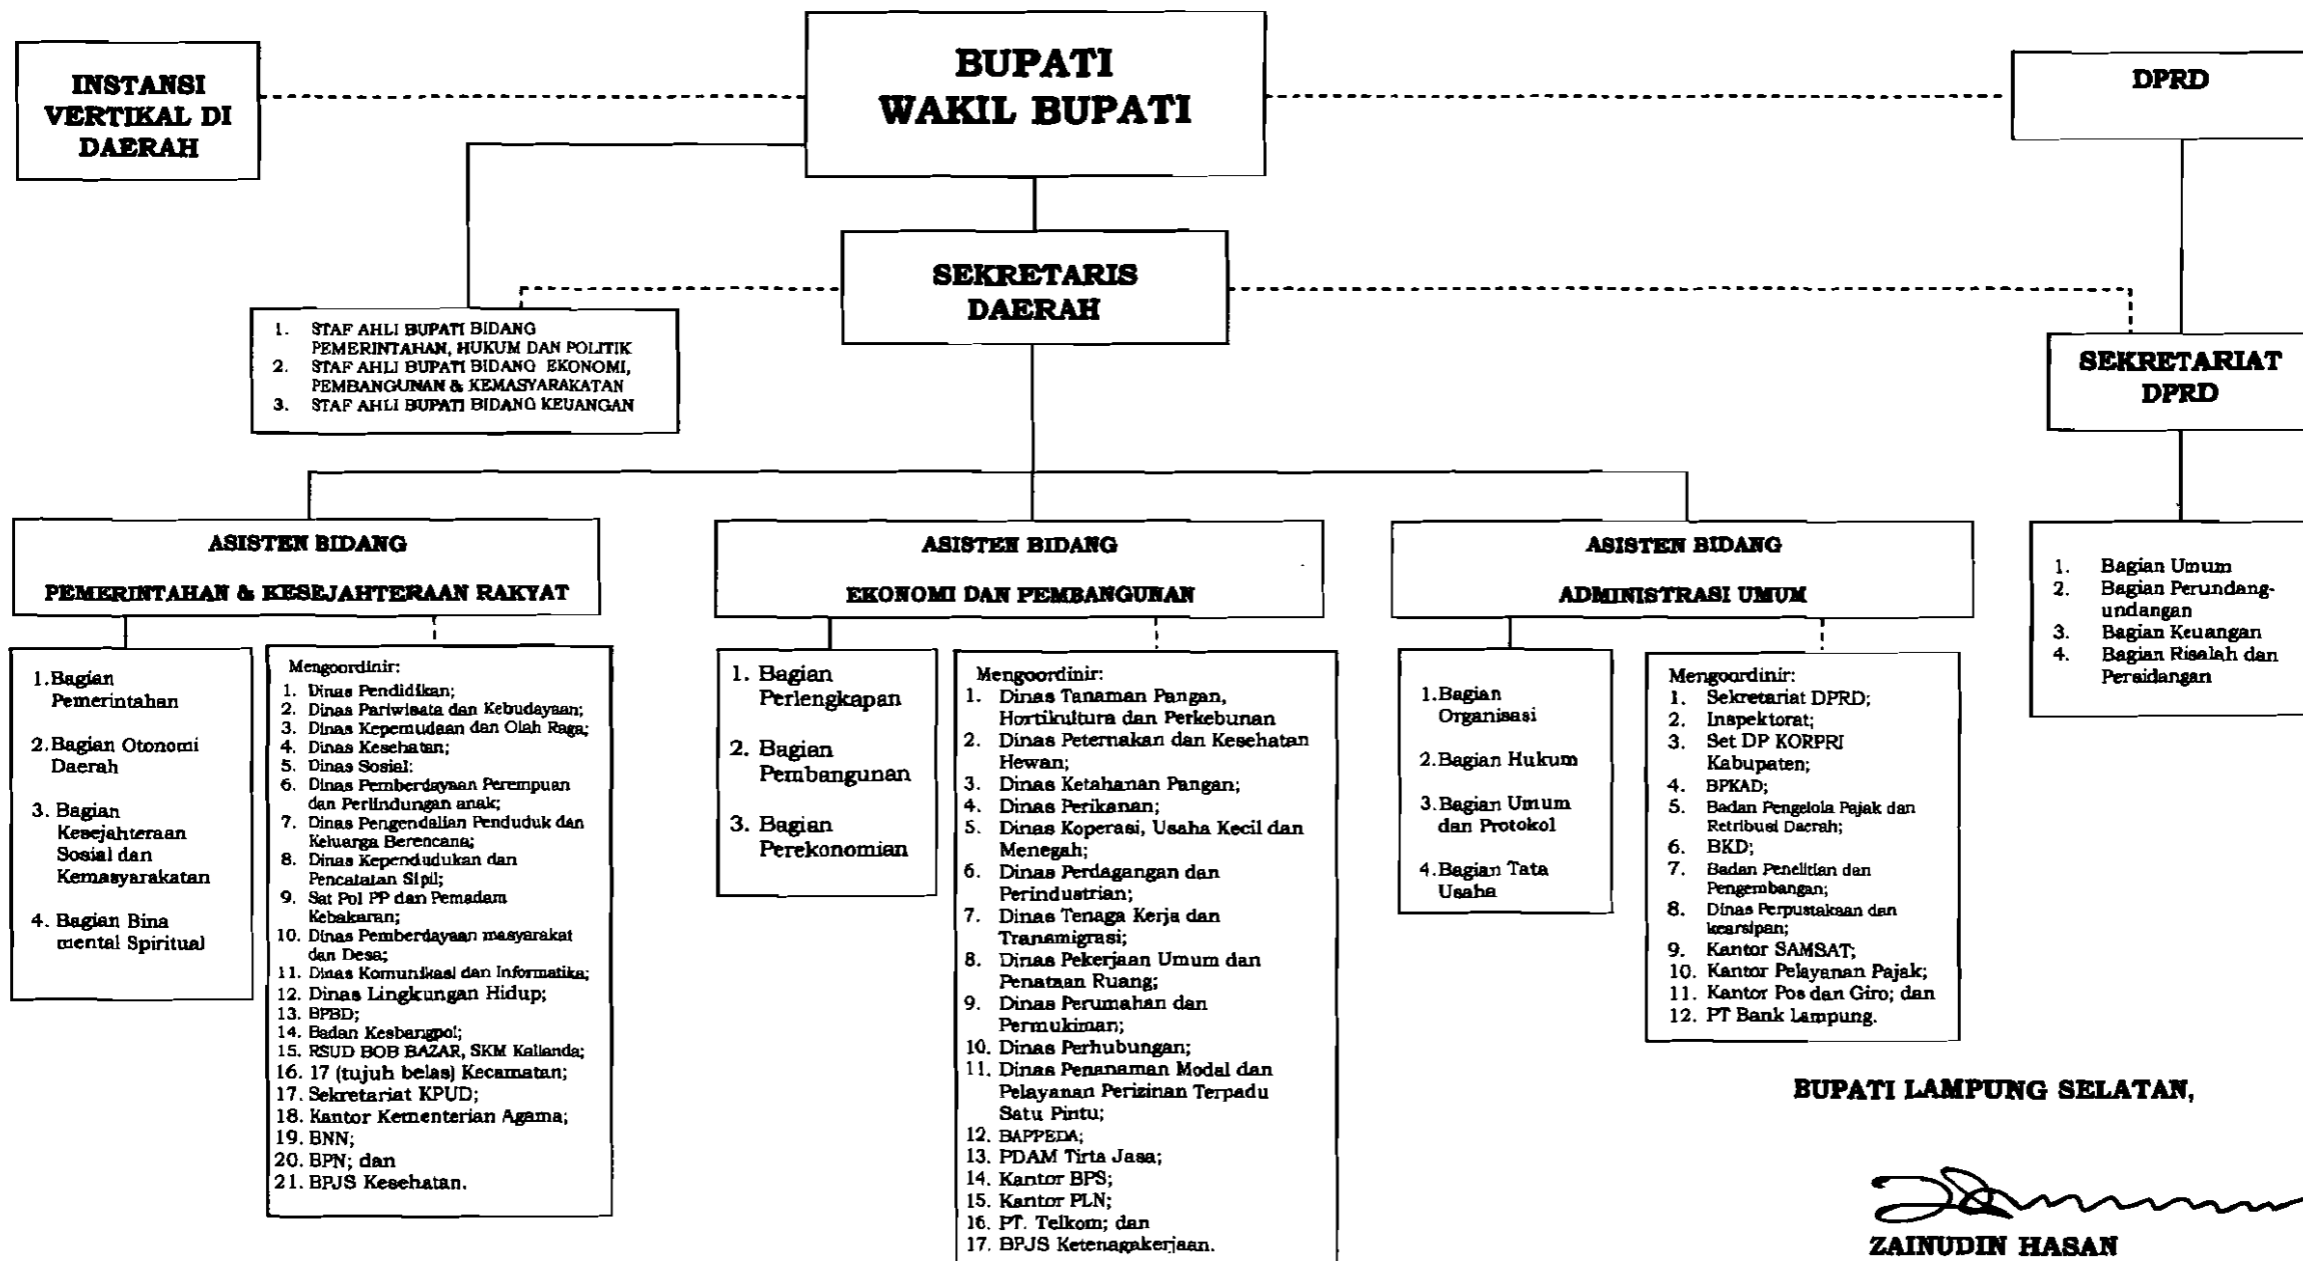 INSTANSI
VERTIKAL DI
DAERAH
BUPATI
WAKIL BUPATI
DPRD
SEKRETARIS
DAERAH
1. STAF AHLI BUPATI BIDANG
PEMERINTAHAN, HUKUM DAN POLITIK
2. STAF AHLI BUPATI BIDANG EKONOMI,
PEMBANGUNAN & KEMASYARAKATAN
3. STAF AHLI BUPATI BIDANG KEUANGAN
SEKRETARIAT
DPRD
ASISTEN BIDANG
PEMERINTAHAN & KESEJAHTERAAN RAKYAT
ASISTEN BIDANG
EKONOMI DAN PEMBANGUNAN
ASISTEN BIDANG
ADMINISTRASI UMUM
1. Bagian Umum
2. Bagian Perundang-
undangan
3. Bagian Keuangan
4. Bagian Risalah dan
Persidangan
1.Bagian
Pemerintahan
2.Bagian Otonomi
Daerah
3. Bagian
Kesejahteraan
Sosial dan
Kemasyarakatan
4. Bagian Bina
mental Spiritual
Mengoordinir:
1. Dinas Pendidikan;
2. Dinas Pariwisata dan Kebudayaan;
3. Dinas Kepemudaan dan Olah Raga;
4. Dinas Kesehatan;
5. Dinas Sosial:
6. Dinas Pemberdayaan Perempuan
dan Perlindungan anak;
7. Dinas Pengendalian Penduduk dan
Keluarga Berencana;
8. Dinas Kependudukan dan
Pencatatan Sipil;
9. Sat Pol PP dan Pemadam
Kebakaran;
10. Dinas Pemberdayaan masyarakat
dan Desa;
11. Dinas Komunikasi dan Informatika;
12. Dinas Lingkungan Hidup;
13. BPBD;
14. Badan Kesbangpol;
15. RSUD BOB BAZAR, SKM Kalianda;
16. 17 (tujuh belas) Kecamatan;
17. Sekretariat KPUD;
18. Kantor Kementerian Agama;
19. BNN;
20. BPN; dan
21. BPJS Kesehatan.
1. Bagian
Perlengkapan
2. Bagian
Pembangunan
3. Bagian
Perekonomian
Mengoordinir:
1. Dinas Tanaman Pangan,
Hortikultura dan Perkebunan
2. Dinas Peternakan dan Kesehatan
Hewan;
3. Dinas Ketahanan Pangan;
4. Dinas Perikanan;
5. Dinas Koperasi, Usaha Kecil dan
Menegah;
6. Dinas Perdagangan dan
Perindustrian;
7. Dinas Tenaga Kerja dan
Transmigrasi;
8. Dinas Pekerjaan Umum dan
Penataan Ruang;
9. Dinas Perumahan dan
Permukiman;
10. Dinas Perhubungan;
11. Dinas Penanaman Modal dan
Pelayanan Perizinan Terpadu
Satu Pintu;
12. BAPPEDA;
13. PDAM Tirta Jasa;
14. Kantor BPS;
15. Kantor PLN;
16. PT. Telkom; dan
17. BPJS Ketenagakerjaan.
1.Bagian
Organisasi
2.Bagian Hukum
3.Bagian Umum
dan Protokol
4.Bagian Tata
Usaha
Mengoordinir:
1. Sekretariat DPRD;
2. Inspektorat;
3. Set DP KORPRI
Kabupaten;
4. BPKAD;
5. Badan Pengelola Pajak dan
Retribusi Daerah;
6. BKD;
7. Badan Penelitian dan
Pengembangan;
8. Dinas Perpustakaan dan
kearsipan;
9. Kantor SAMSAT;
10. Kantor Pelayanan Pajak;
11. Kantor Pos dan Giro; dan
12. PT Bank Lampung.
BUPATI LAMPUNG SELATAN,
ZAINUDIN HASAN